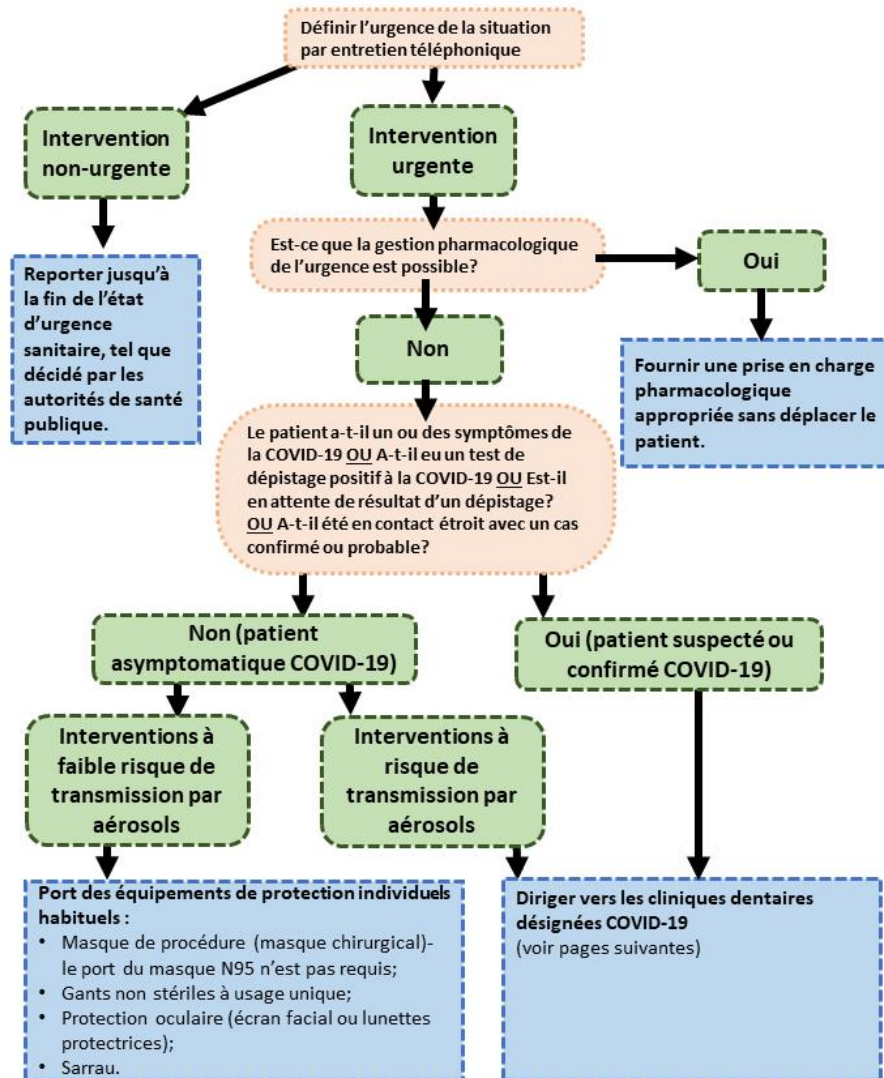 Définir l’urgence de la situation
par entretien téléphonique
Intervention
non-urgente
Intervention
urgente
Est-ce que la gestion pharmacologique
de l’urgence est possible?
Oui
Reporter jusqu’à
la fin de l’état
d’urgence
sanitaire, tel que
décidé par les
autorités de santé
publique.
Non
Fournir une prise en charge
pharmacologique
appropriée sans déplacer le
patient.
Le patient a-t-il un ou des symptômes de
la COVID-19 OU A-t-il eu un test de
dépistage positif à la COVID-19 OU Est-il
en attente de résultat d’un dépistage?
OU A-t-il été en contact étroit avec un cas
confirmé ou probable?
Non (patient
asymptomatique COVID-19)
Oui (patient suspecté ou
confirmé COVID-19)
Interventions à
faible risque de
transmission par
aérosols
Interventions à
risque de
transmission par
aérosols
Port des équipements de protection individuels
habituels :
• Masque de procédure (masque chirurgical)-
le port du masque N95 n’est pas requis;
• Gants non stériles à usage unique;
• Protection oculaire (écran facial ou lunettes
protectrices);
• Sarrau.
Diriger vers les cliniques dentaires
désignées COVID-19
(voir pages suivantes)